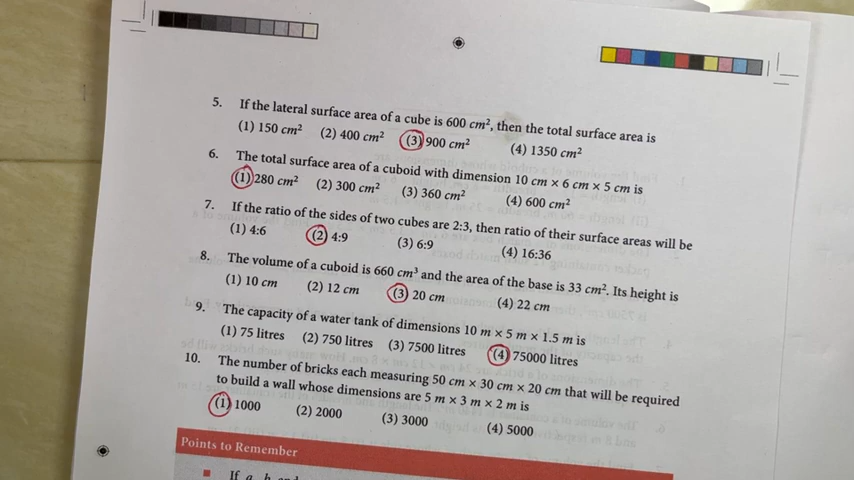 5. If the lateral surface area of a cube is 600 cm², then the total surface area is
(1) 150 cm² (2) 400 cm² (3) 900 cm² (4) 1350 cm²
6. The total surface area of a cuboid with dimension 10 cm × 6 cm × 5 cm is
(1) 280 cm² (2) 300 cm² (3) 360 cm² (4) 600 cm²
7. If the ratio of the sides of two cubes are 2:3, then ratio of their surface areas will be
(1) 4:6 (2) 4:9 (3) 6:9 (4) 16:36
8. The volume of a cuboid is 660 cm³ and the area of the base is 33 cm². Its height is
(1) 10 cm (2) 12 cm (3) 20 cm (4) 22 cm
9. The capacity of a water tank of dimensions 10 m × 5 m × 1.5 m is
(1) 75 litres (2) 750 litres (3) 7500 litres (4) 75000 litres
10. The number of bricks each measuring 50 cm × 30 cm × 20 cm that will be required
to build a wall whose dimensions are 5 m × 3 m × 2 m is
(1) 1000 (2) 2000 (3) 3000 (4) 5000
Points to Remember
If